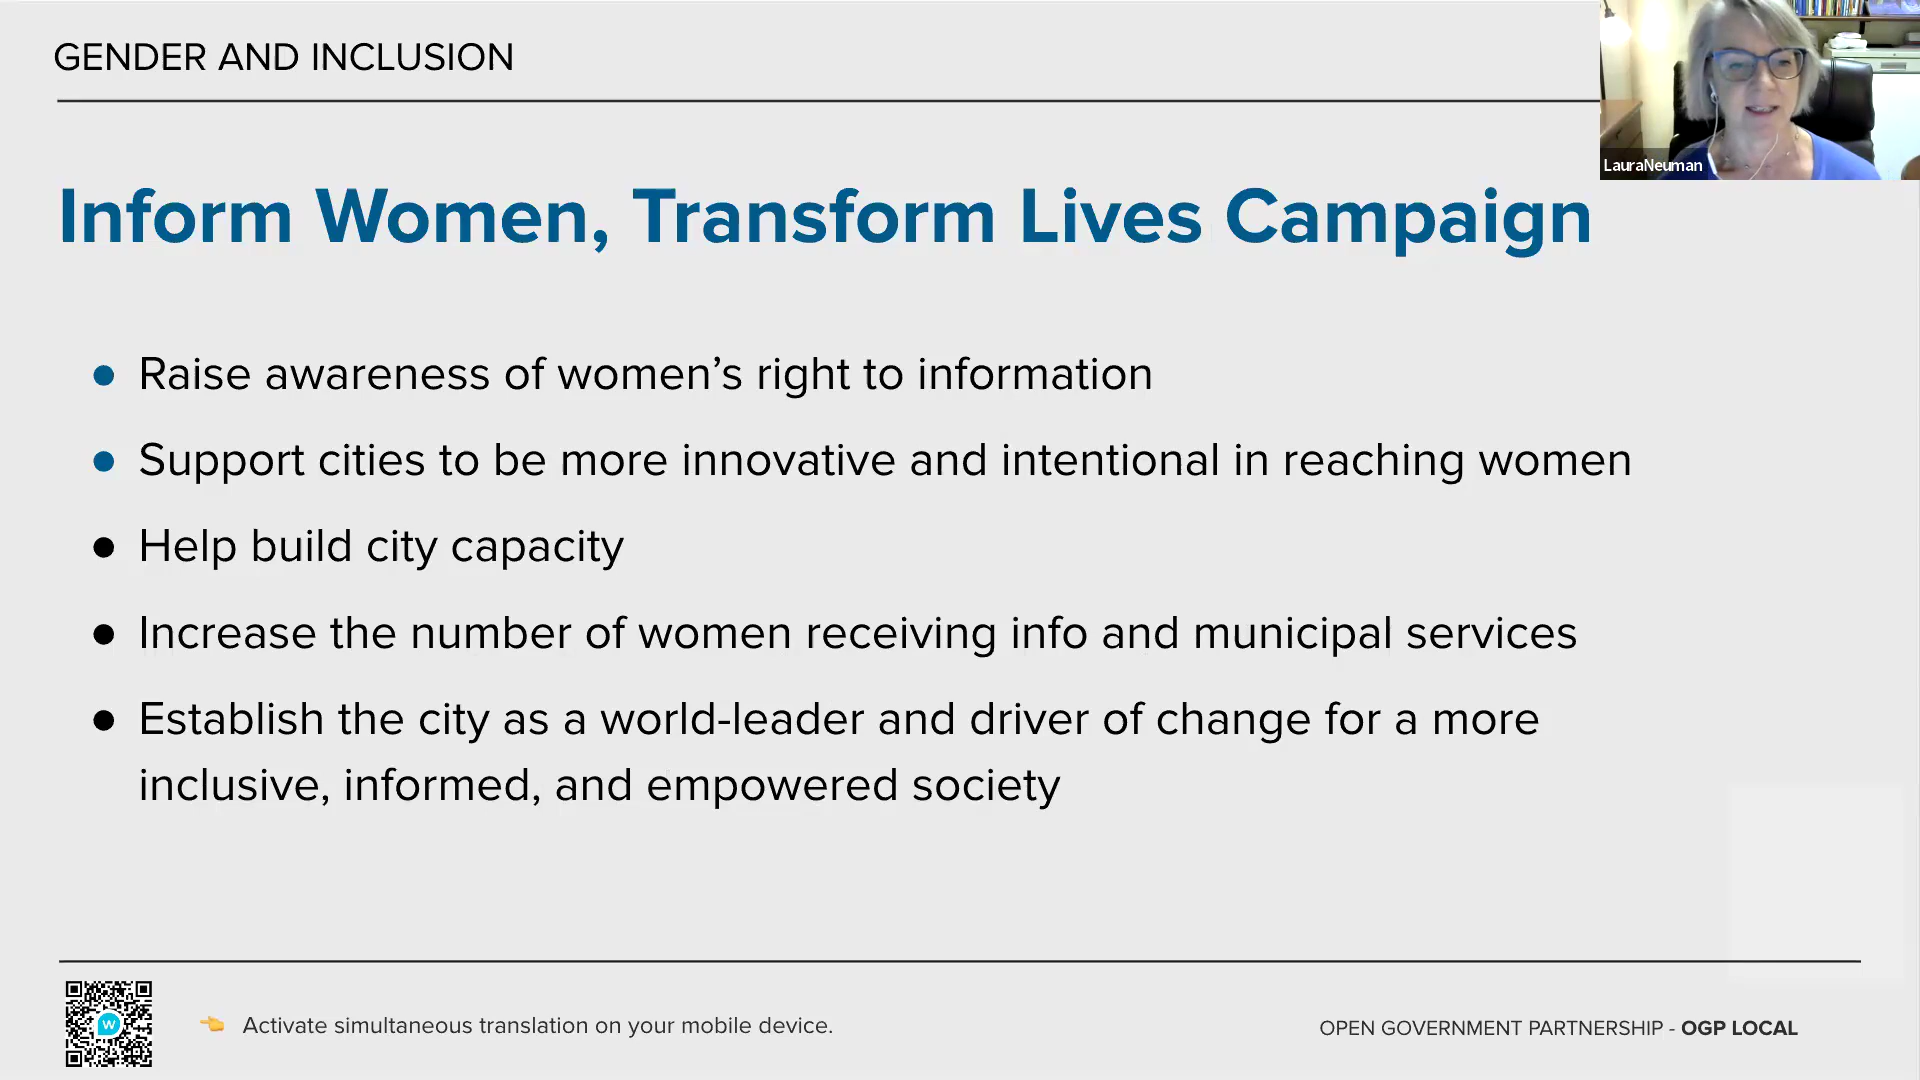 GENDER AND INCLUSION
LauraNeuman
Inform Women, Transform Lives Campaign
● Raise awareness of women’s right to information
● Support cities to be more innovative and intentional in reaching women
● Help build city capacity
● Increase the number of women receiving info and municipal services
● Establish the city as a world-leader and driver of change for a more
inclusive, informed, and empowered society
W
👈 Activate simultaneous translation on your mobile device.
OPEN GOVERNMENT PARTNERSHIP - OGP LOCAL